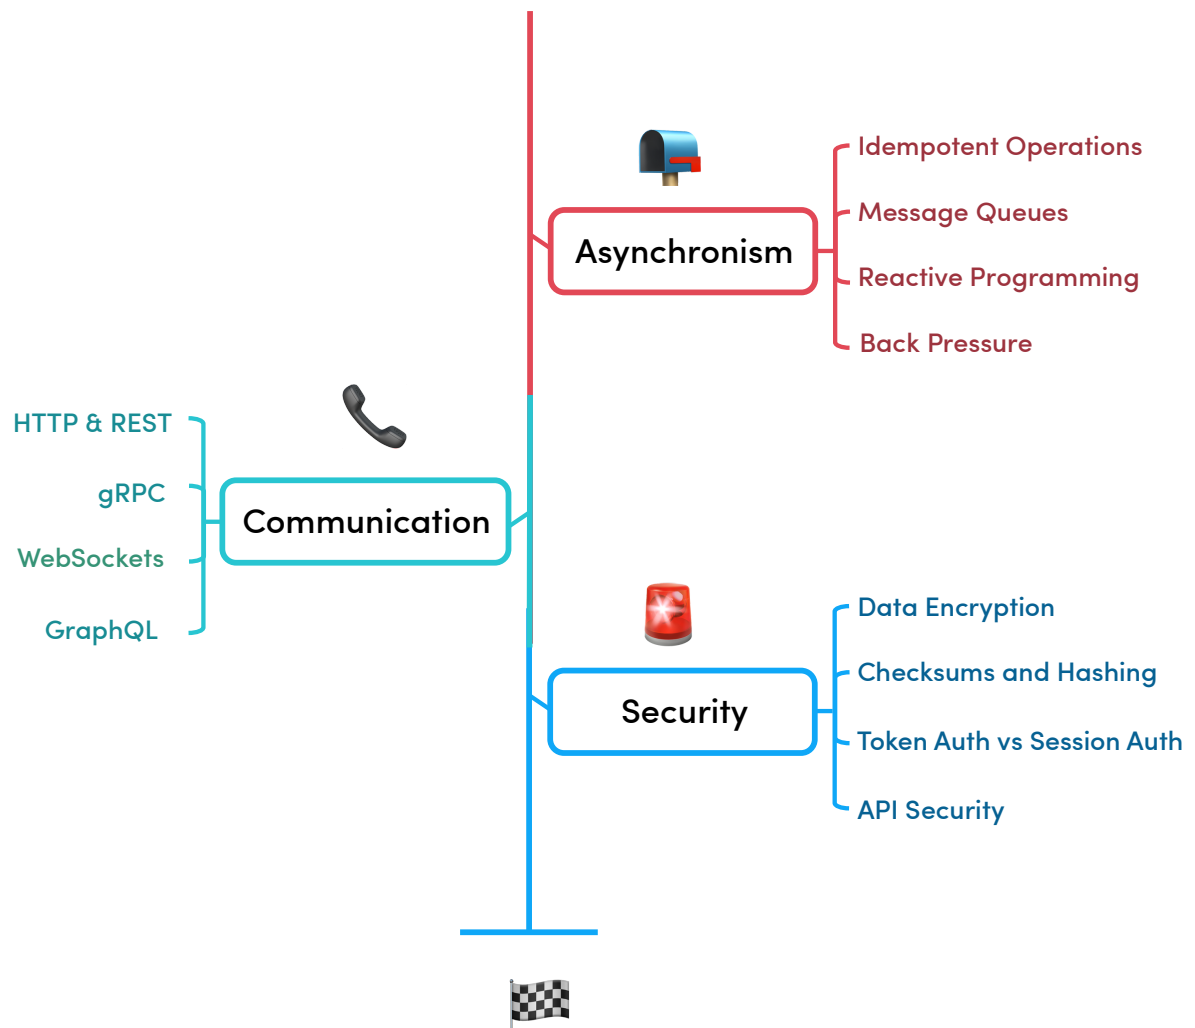 Asynchronism
Idempotent Operations
Message Queues
Reactive Programming
Back Pressure
Communication
HTTP & REST
gRPC
WebSockets
GraphQL
Security
Data Encryption
Checksums and Hashing
Token Auth vs Session Auth
API Security